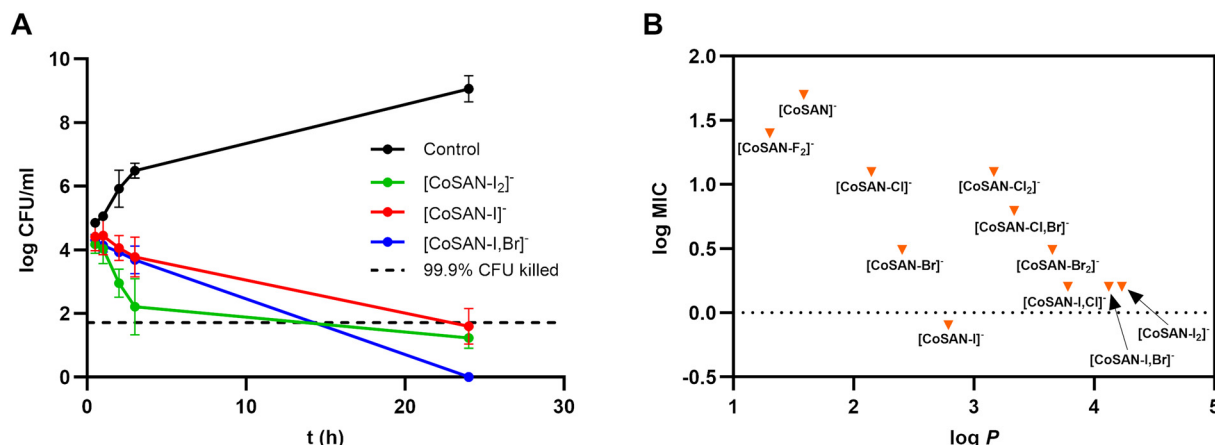 A
log CFU/ml
10
8
6
4
2
0
0
10
20
30
t (h)
Control
[CoSAN-I₂]⁻
[CoSAN-I]⁻
[CoSAN-I,Br]⁻
99.9% CFU killed
B
log MIC
2.0
1.5
1.0
0.5
0.0
-0.5
1
2
3
4
5
log P
[CoSAN]⁻
[CoSAN-F₂]⁻
[CoSAN-Cl]⁻
[CoSAN-Cl₂]⁻
[CoSAN-Cl,Br]⁻
[CoSAN-Br]⁻
[CoSAN-Br₂]⁻
[CoSAN-I,Cl]⁻
[CoSAN-I]⁻
[CoSAN-I₂]⁻
[CoSAN-I,Br]⁻